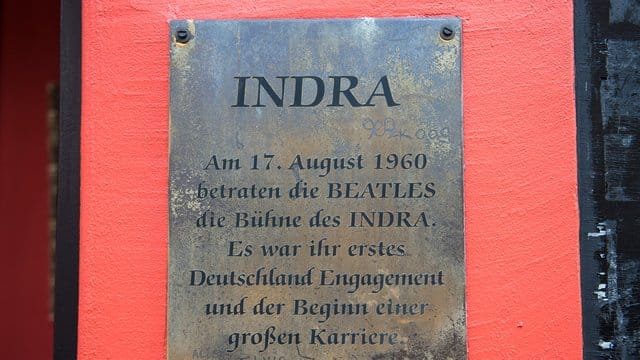 INDRA
Am 17. August 1960
betraten die BEATLES
die Bühne des INDRA.
Es war ihr erstes
Deutschland Engagement
und der Beginn einer
großen Karriere.